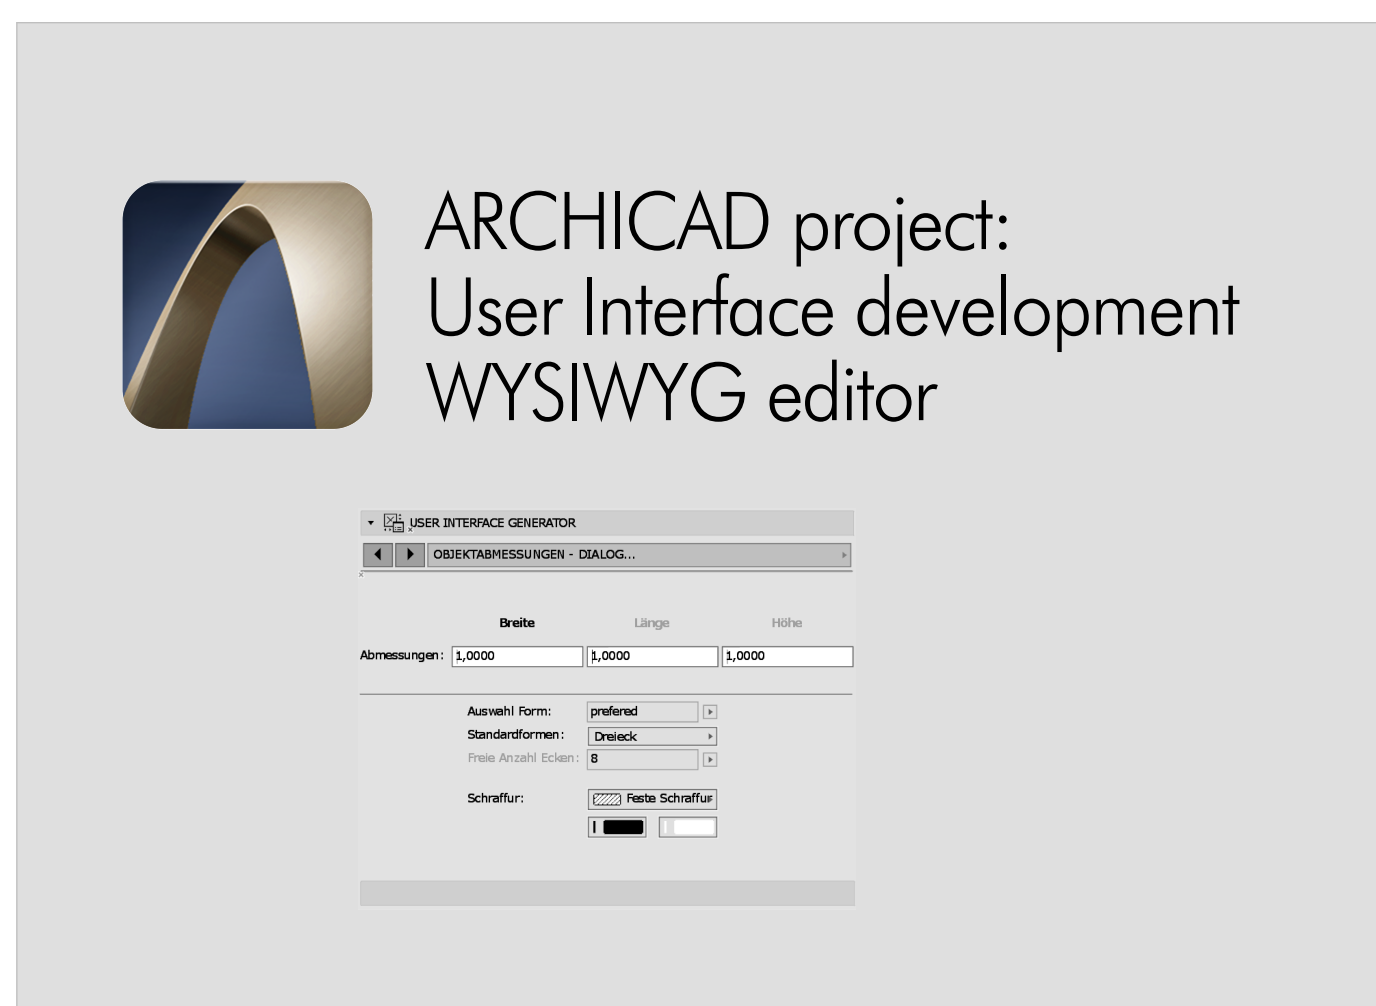 ARCHICAD project:
User Interface development
WYSIWYG editor
USER INTERFACE GENERATOR
OBJEKTABMESSUNGEN - DIALOG...
Breite Länge Höhe
Abmessungen: 1,0000 1,0000 1,0000
Auswahl Form: prefered
Standardformen: Dreieck
Freie Anzahl Ecken: 8
Schraffur: Feste Schraffur